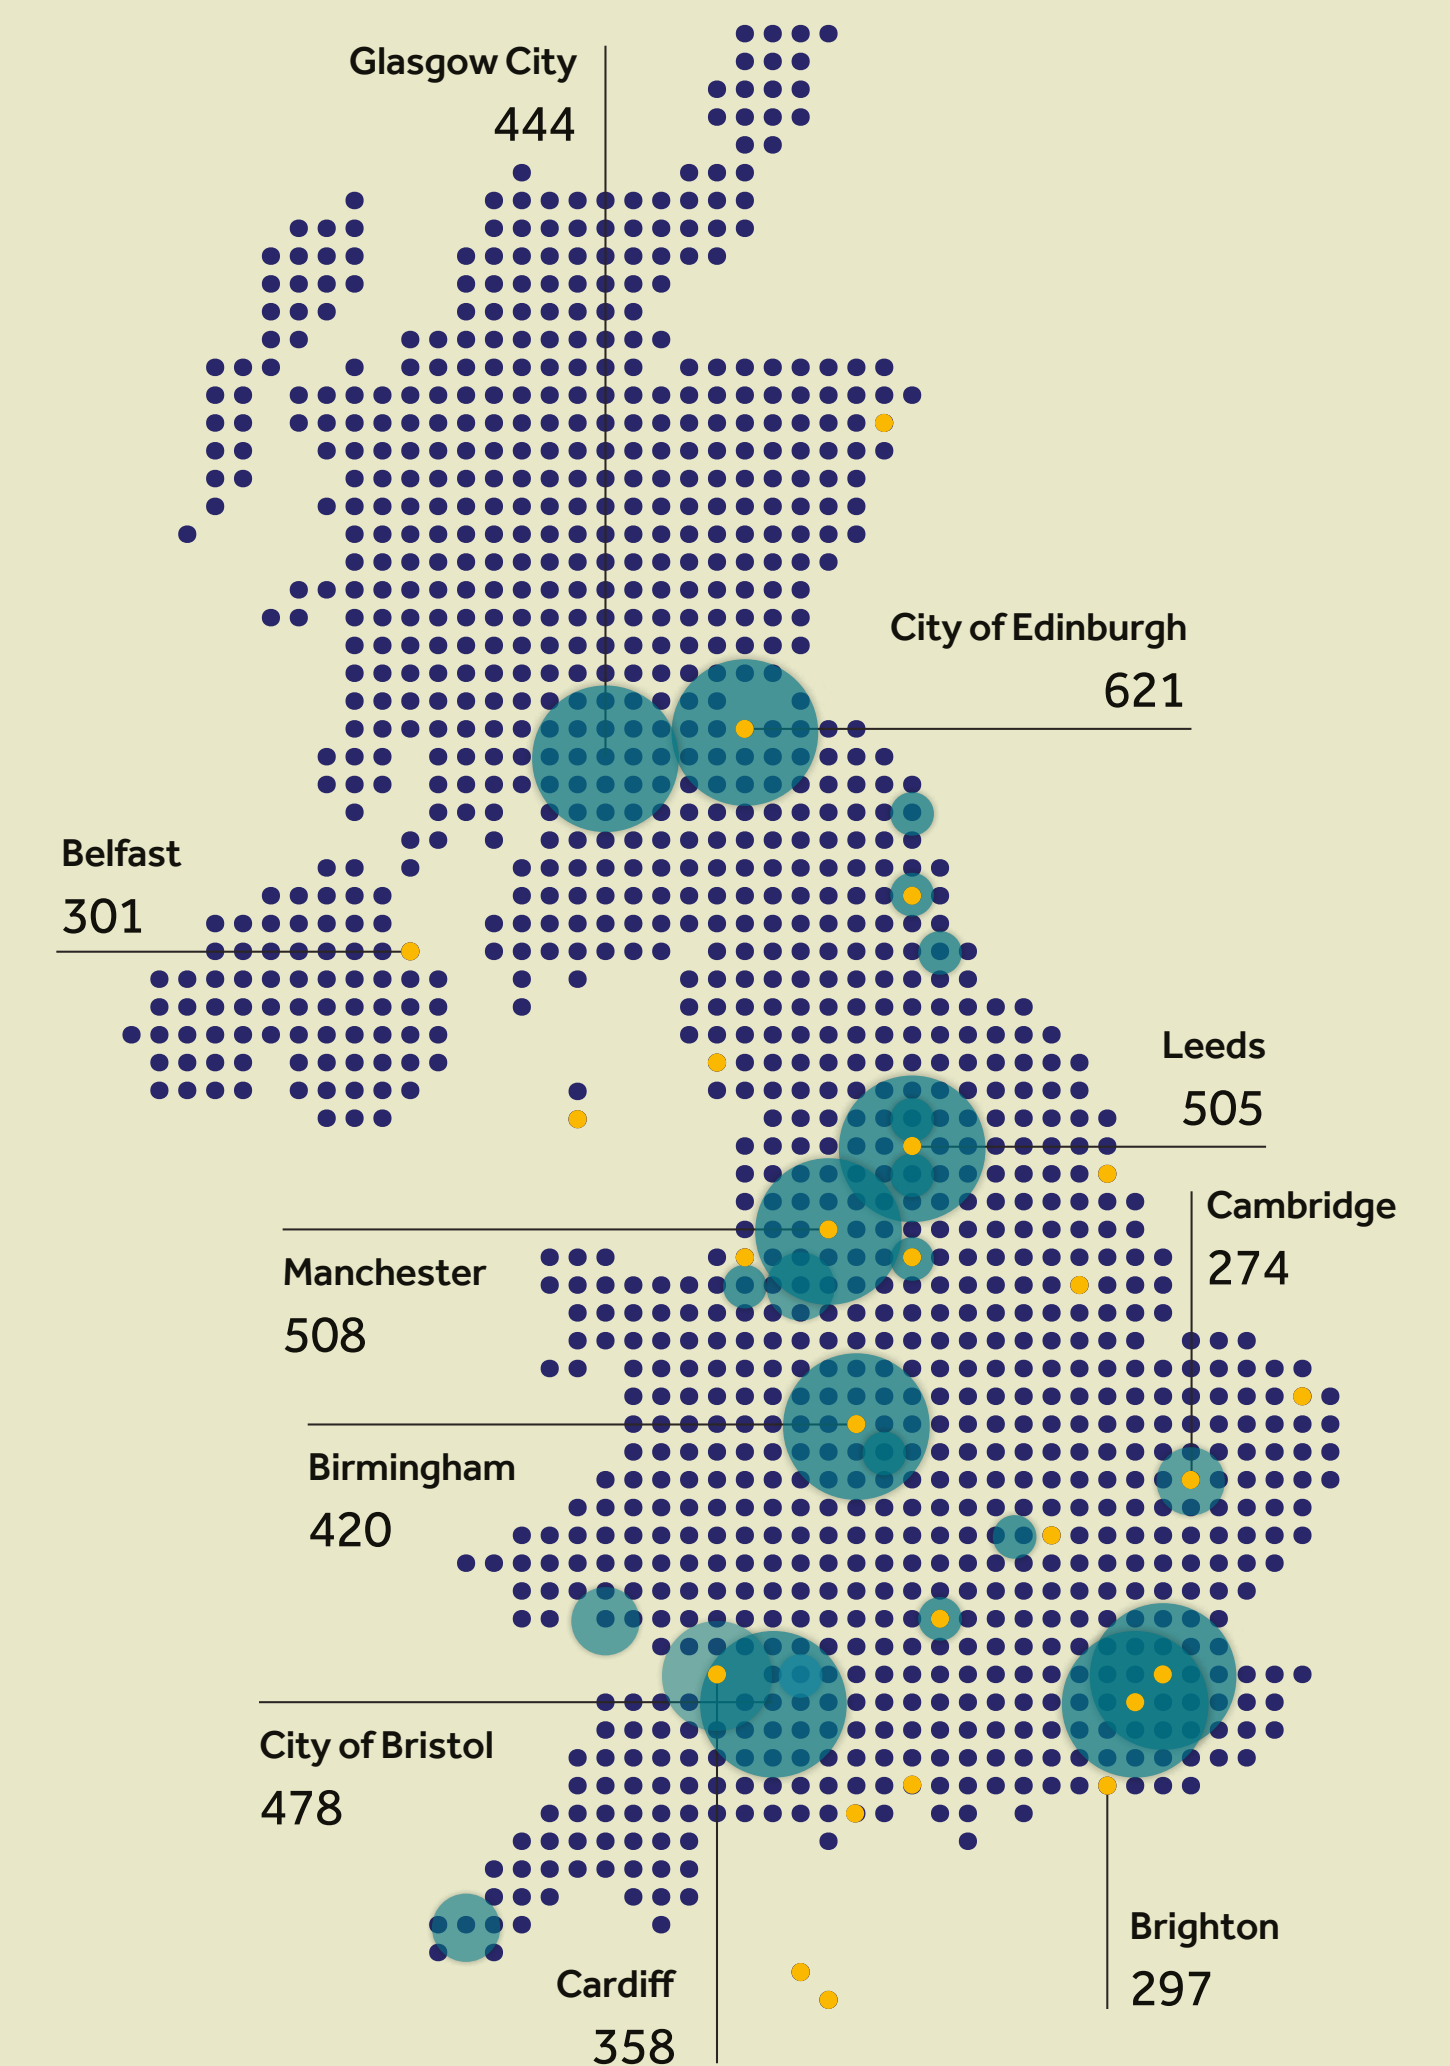 Glasgow City
444
City of Edinburgh
621
Belfast
301
Leeds
505
Cambridge
274
Manchester
508
Birmingham
420
City of Bristol
478
Brighton
297
Cardiff
358